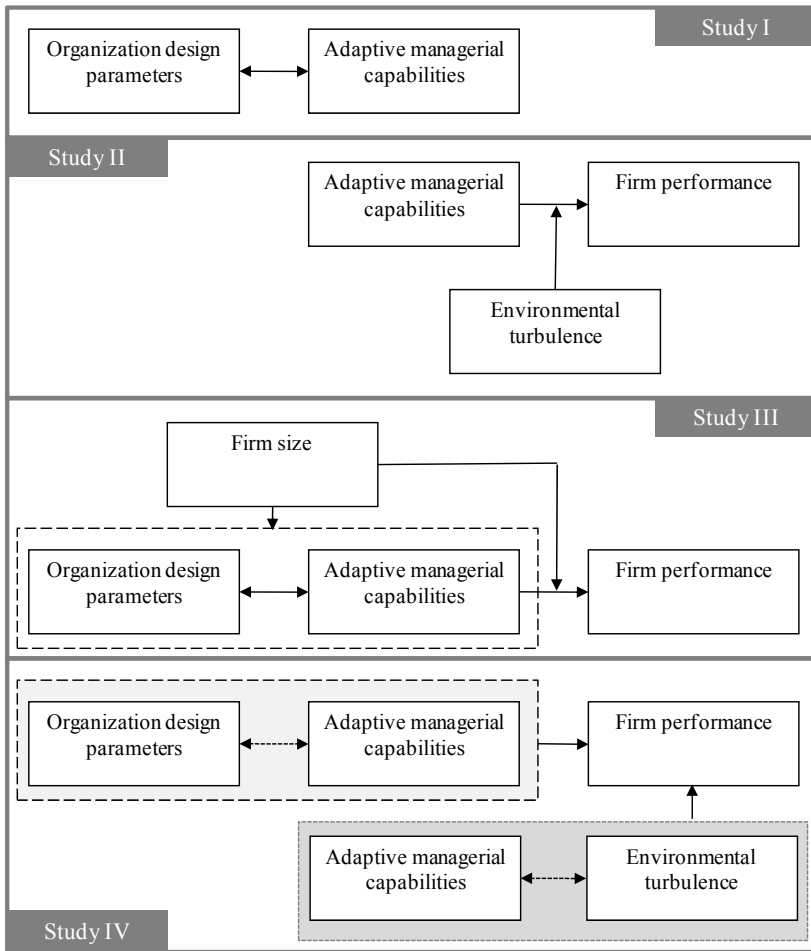 Study I
Organization design
parameters
Adaptive managerial
capabilities
Study II
Adaptive managerial
capabilities
Firm performance
Environmental
turbulence
Study III
Firm size
Organization design
parameters
Adaptive managerial
capabilities
Firm performance
Organization design
parameters
Adaptive managerial
capabilities
Firm performance
Adaptive managerial
capabilities
Environmental
turbulence
Study IV